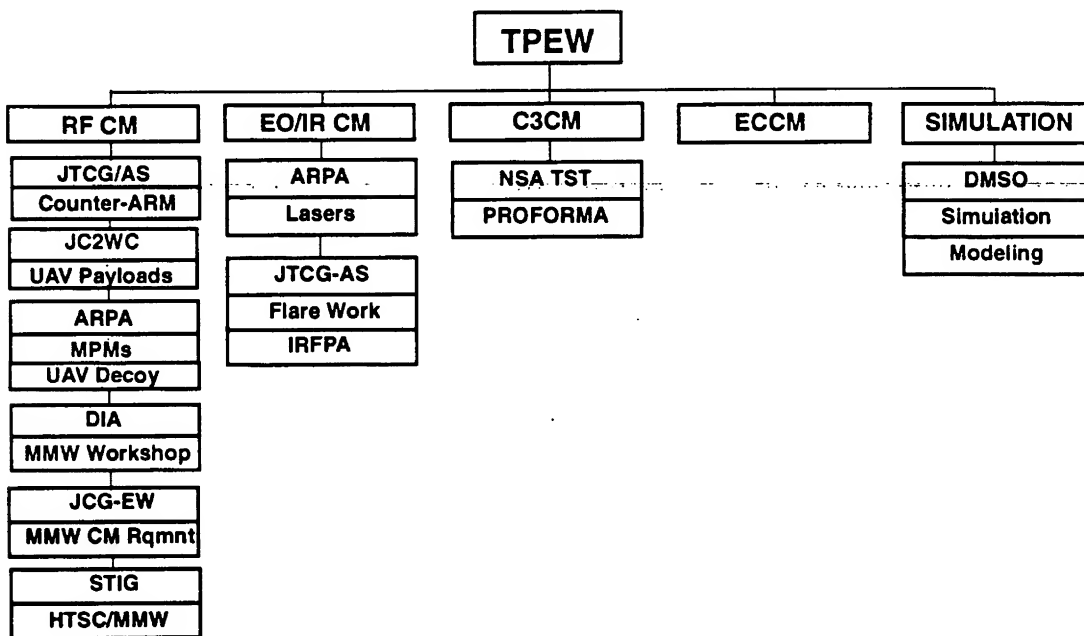 TPEW
RF CM
EO/IR CM
C3CM
ECCM
SIMULATION
JTCG/AS
Counter-ARM
JC2WC
UAV Payloads
ARPA
MPMs
UAV Decoy
DIA
MMW Workshop
JCG-EW
MMW CM Rqmnt
STIG
HTSC/MMW
ARPA
Lasers
JTCG-AS
Flare Work
IRFPA
NSA TST
PROFORMA
DMSO
Simulation
Modeling